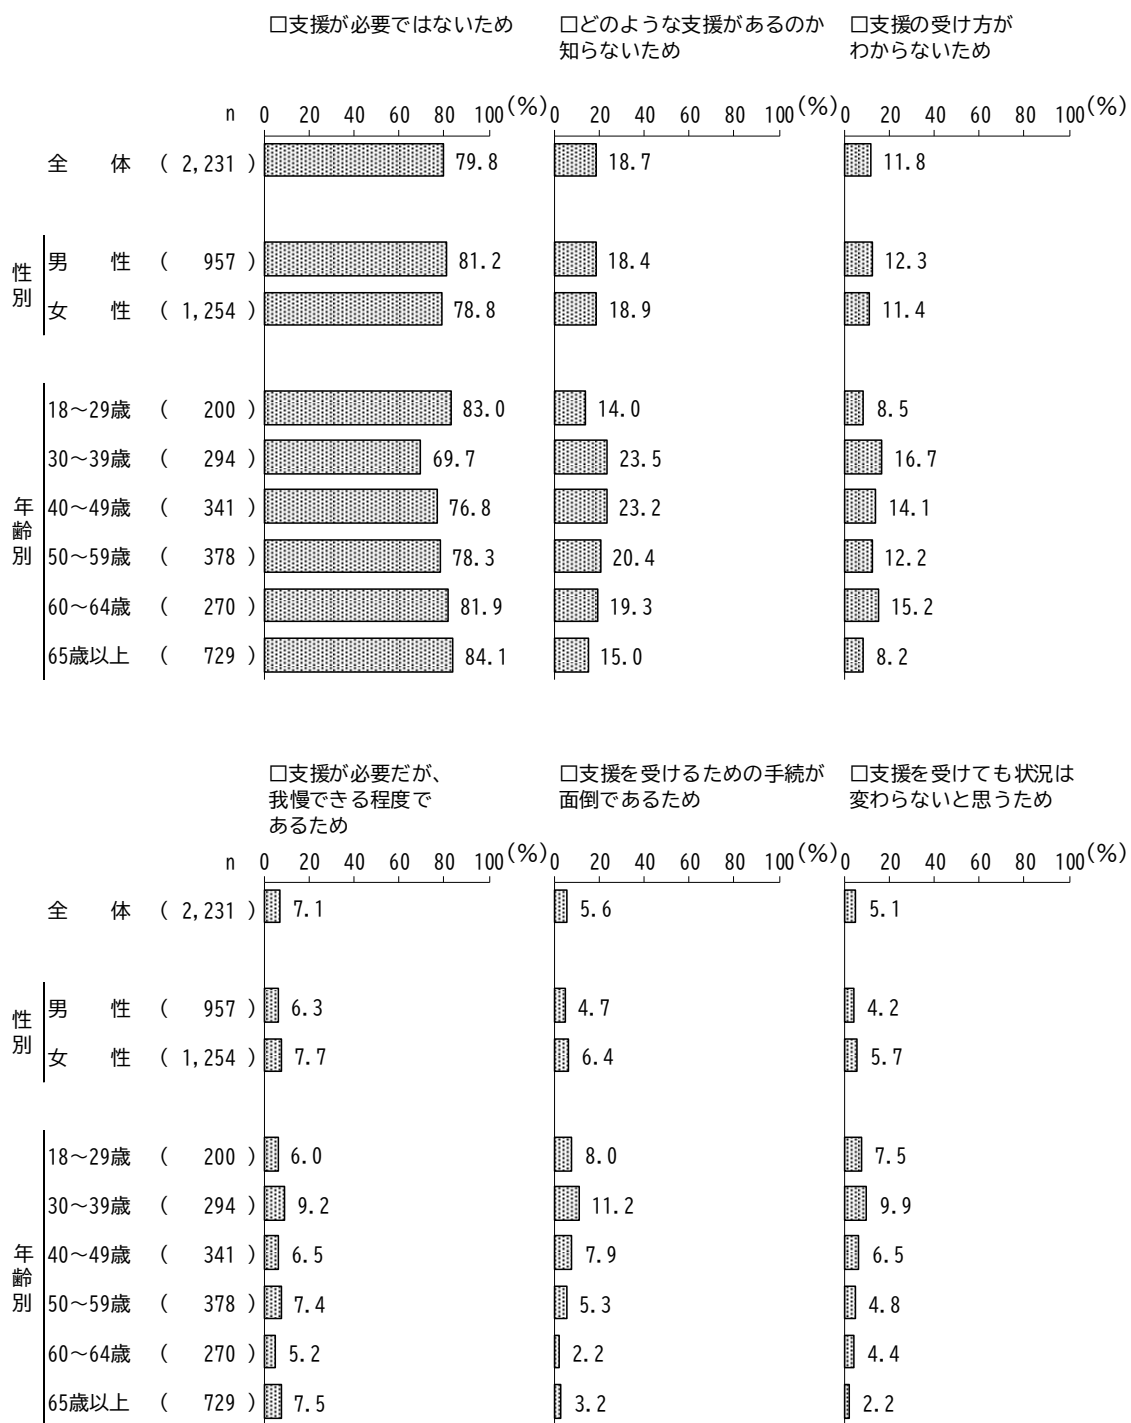 □支援が必要ではないため □どのような支援があるのか □支援の受け方が
知らないため わからないため
n 0 20 40 60 80 100(%) 0 20 40 60 80 100(%) 0 20 40 60 80 100(%)
全 体 ( 2,231 ) 79.8 18.7 11.8
性別
男 性 ( 957 ) 81.2 18.4 12.3
女 性 ( 1,254 ) 78.8 18.9 11.4
年齢別
18～29歳 ( 200 ) 83.0 14.0 8.5
30～39歳 ( 294 ) 69.7 23.5 16.7
40～49歳 ( 341 ) 76.8 23.2 14.1
50～59歳 ( 378 ) 78.3 20.4 12.2
60～64歳 ( 270 ) 81.9 19.3 15.2
65歳以上 ( 729 ) 84.1 15.0 8.2
□支援が必要だが、 □支援を受けるための手続が □支援を受けても状況は
我慢できる程度で 面倒であるため 変わらないと思うため
あるため
n 0 20 40 60 80 100(%) 0 20 40 60 80 100(%) 0 20 40 60 80 100(%)
全 体 ( 2,231 ) 7.1 5.6 5.1
性別
男 性 ( 957 ) 6.3 4.7 4.2
女 性 ( 1,254 ) 7.7 6.4 5.7
年齢別
18～29歳 ( 200 ) 6.0 8.0 7.5
30～39歳 ( 294 ) 9.2 11.2 9.9
40～49歳 ( 341 ) 6.5 7.9 6.5
50～59歳 ( 378 ) 7.4 5.3 4.8
60～64歳 ( 270 ) 5.2 2.2 4.4
65歳以上 ( 729 ) 7.5 3.2 2.2